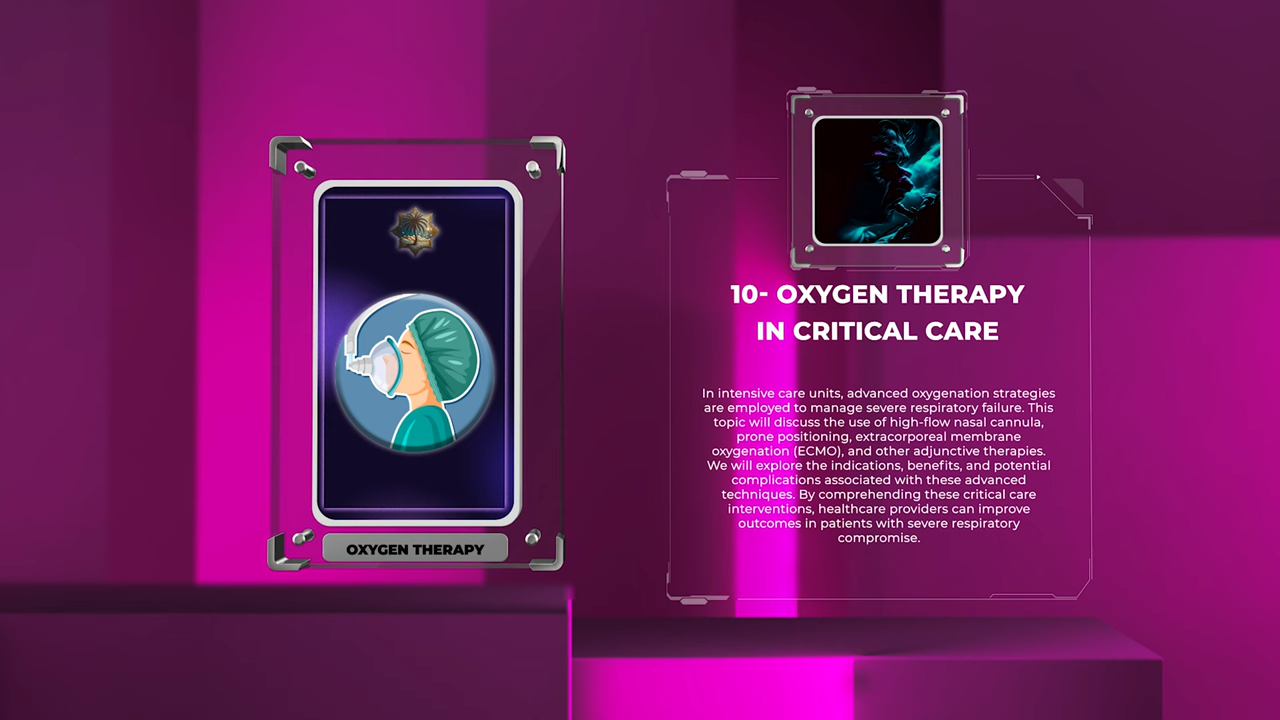 OXYGEN THERAPY
10- OXYGEN THERAPY
IN CRITICAL CARE
In intensive care units, advanced oxygenation strategies
are employed to manage severe respiratory failure. This
topic will discuss the use of high-flow nasal cannula,
prone positioning, extracorporeal membrane
oxygenation (ECMO), and other adjunctive therapies.
We will explore the indications, benefits, and potential
complications associated with these advanced
techniques. By comprehending these critical care
interventions, healthcare providers can improve
outcomes in patients with severe respiratory
compromise.